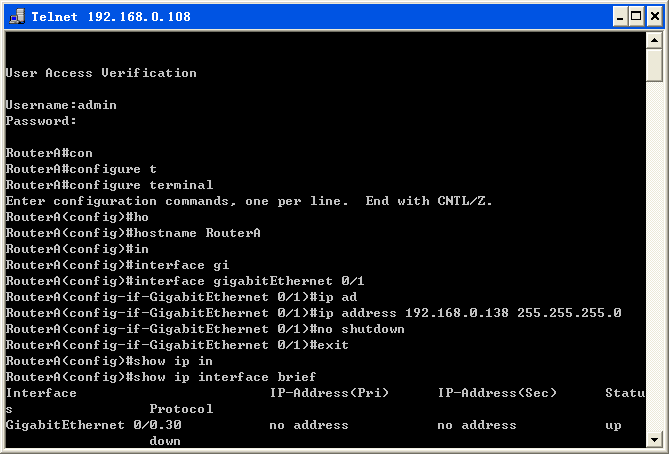 Telnet 192.168.0.108
User Access Verification
Username:admin
Password:
RouterA#con
RouterA#configure t
RouterA#configure terminal
Enter configuration commands, one per line.  End with CNTL/Z.
RouterA(config)#ho
RouterA(config)#hostname RouterA
RouterA(config)#in
RouterA(config)#interface gi
RouterA(config)#interface gigabitEthernet 0/1
RouterA(config-if-GigabitEthernet 0/1)#ip ad
RouterA(config-if-GigabitEthernet 0/1)#ip address 192.168.0.138 255.255.255.0
RouterA(config-if-GigabitEthernet 0/1)#no shutdown
RouterA(config-if-GigabitEthernet 0/1)#exit
RouterA(config)#show ip in
RouterA(config)#show ip interface brief
Interface                        IP-Address(Pri)      IP-Address(Sec)      Statu
s                 Protocol
GigabitEthernet 0/0.30           no address           no address           up
                  down